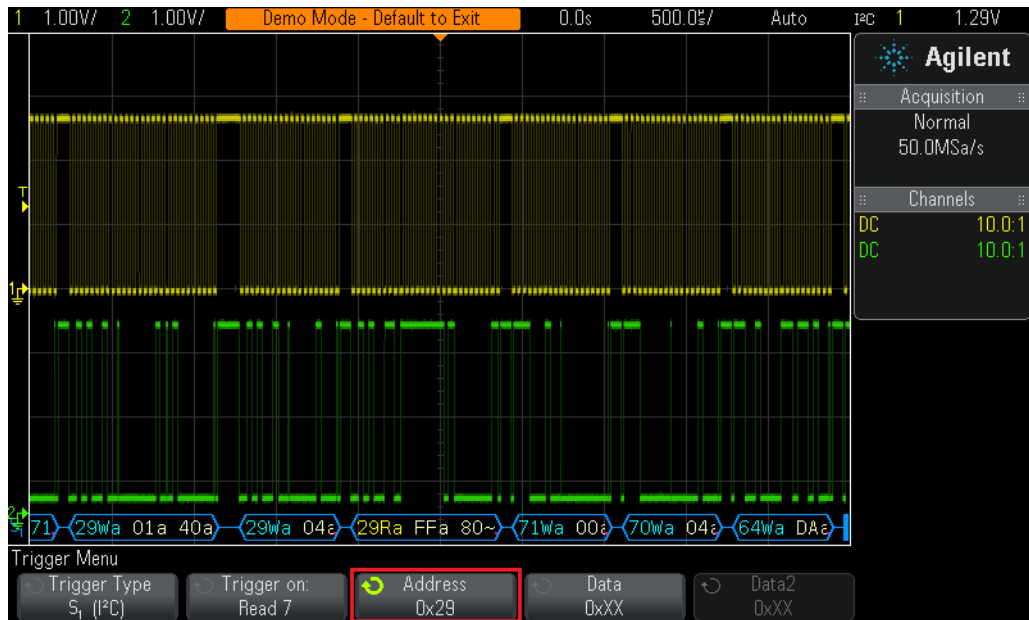 1 1.00V/ 2 1.00V/ Demo Mode - Default to Exit 0.0s 500.0µs/ Auto I²C 1 1.29V
Agilent
Acquisition
Normal
50.0MSa/s
Channels
DC 10.0:1
DC 10.0:1
T
1
2
S1 71 29Wa 01a 40a 29Wa 04a 29Ra FFa 80~ 71Wa 00a 70Wa 04a 64Wa DAa
Trigger Menu
Trigger Type Trigger on: Address Data Data2
S1 (I²C) Read 7 0x29 0xXX 0xXX